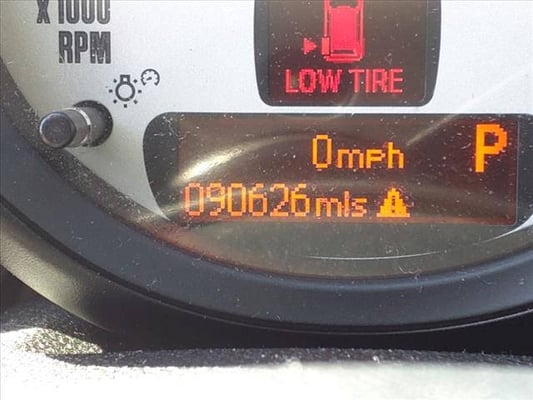 X 1000
RPM
LOW TIRE
0mph
P
090626mls